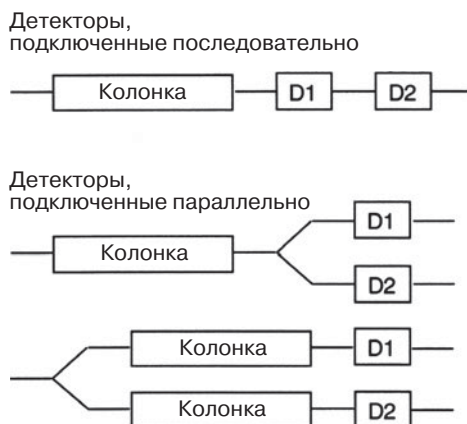 Детекторы,
подключенные последовательно
Колонка D1 D2
Детекторы,
подключенные параллельно
D1
Колонка
D2
Колонка D1
Колонка D2